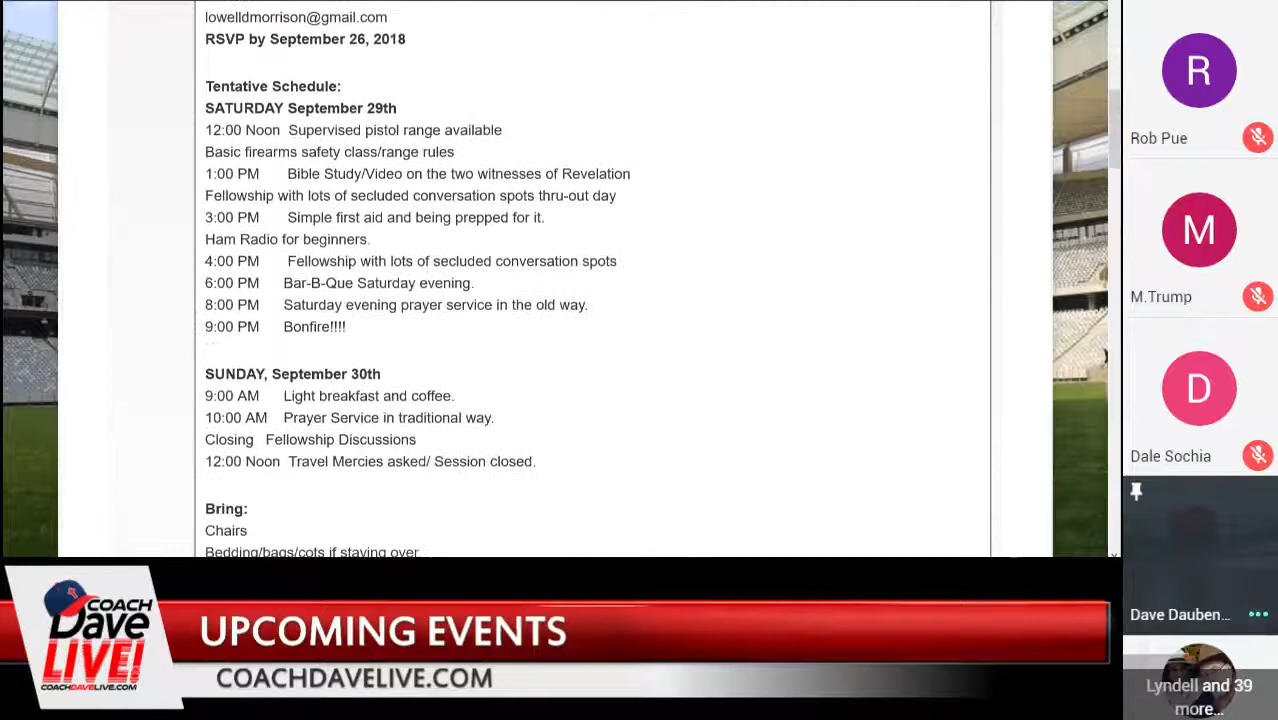 lowelldmorrison@gmail.com
RSVP by September 26, 2018
Tentative Schedule:
SATURDAY September 29th
12:00 Noon Supervised pistol range available
Basic firearms safety class/range rules
1:00 PM Bible Study/Video on the two witnesses of Revelation
Fellowship with lots of secluded conversation spots thru-out day
3:00 PM Simple first aid and being prepped for it.
Ham Radio for beginners.
4:00 PM Fellowship with lots of secluded conversation spots
6:00 PM Bar-B-Que Saturday evening.
8:00 PM Saturday evening prayer service in the old way.
9:00 PM Bonfire!!!!
SUNDAY, September 30th
9:00 AM Light breakfast and coffee.
10:00 AM Prayer Service in traditional way.
Closing Fellowship Discussions
12:00 Noon Travel Mercies asked/ Session closed.
Bring:
Chairs
Bedding/bags/cots if staying over
R
Rob Pue
M
M.Trump
D
Dale Sochia
Dave Dauben...
Lyndell and 39
more...
COACH
Dave
LIVE!
COACHDAVELIVE.COM
UPCOMING EVENTS
COACHDAVELIVE.COM